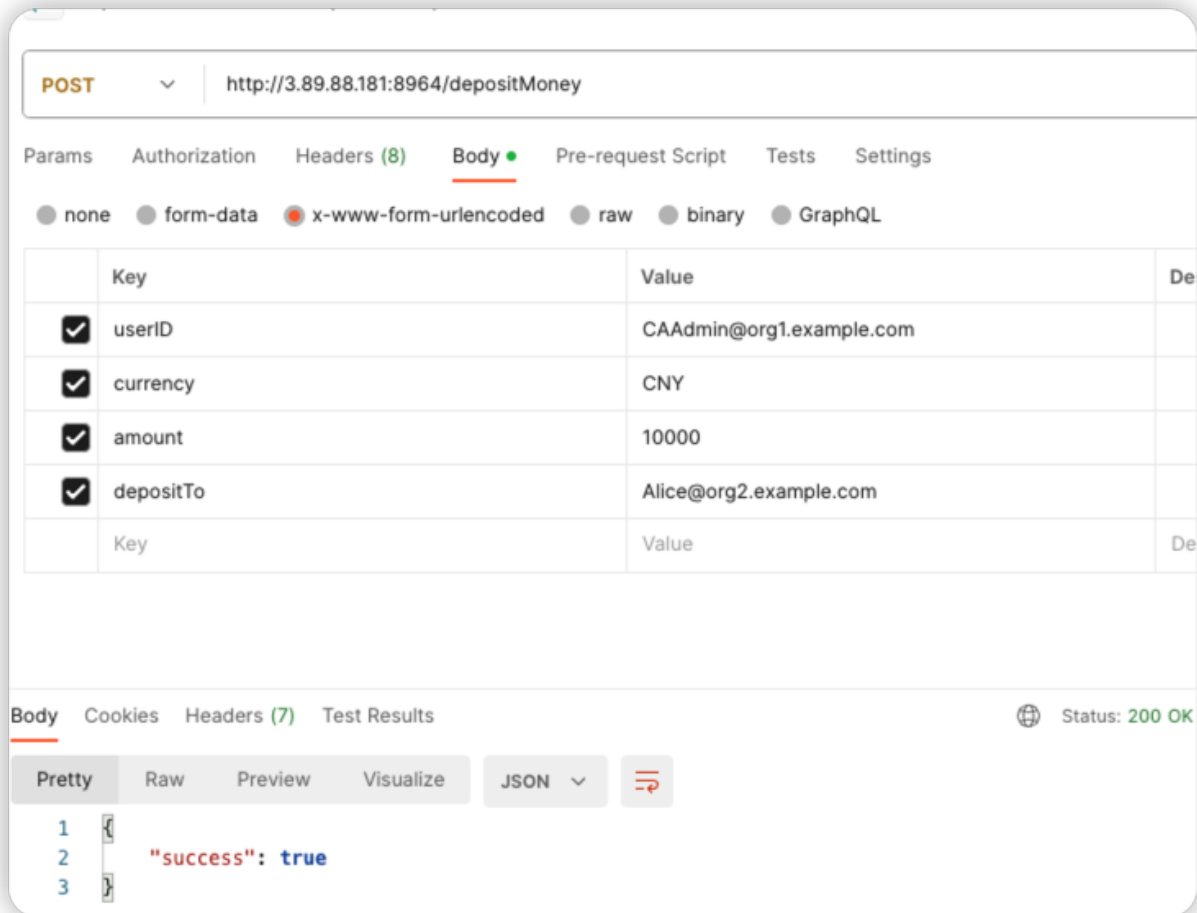 POST http://3.89.88.181:8964/depositMoney
Params Authorization Headers (8) Body Pre-request Script Tests Settings
none form-data x-www-form-urlencoded raw binary GraphQL
Key Value De
userID CAAdmin@org1.example.com
currency CNY
amount 10000
depositTo Alice@org2.example.com
Key Value De
Body Cookies Headers (7) Test Results Status: 200 OK
Pretty Raw Preview Visualize JSON
1 {
2 "success": true
3 }